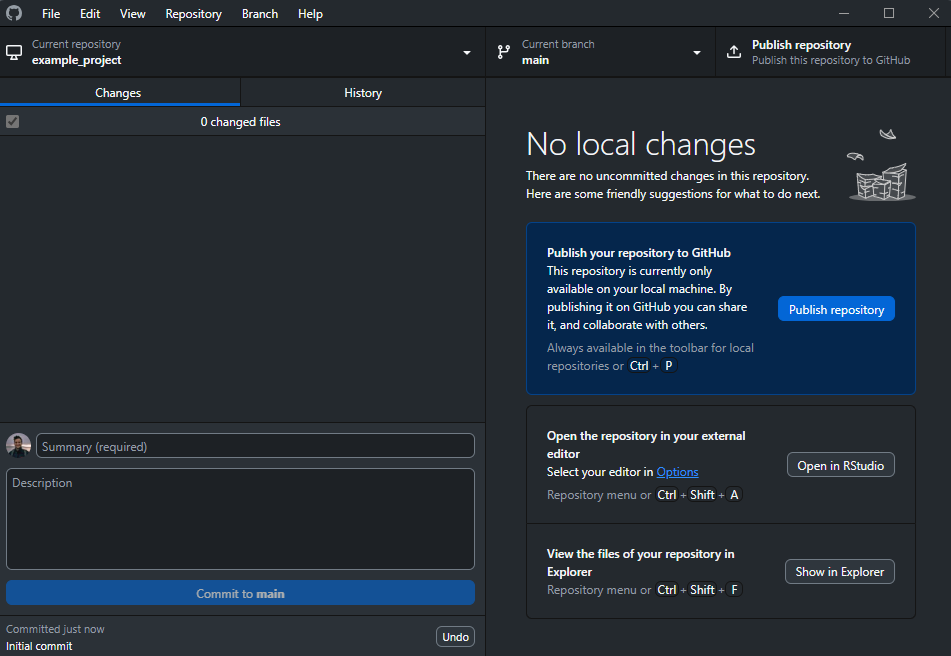 File Edit View Repository Branch Help
Current repository
example_project
Current branch
main
Publish repository
Publish this repository to GitHub
Changes
History
0 changed files
No local changes
There are no uncommitted changes in this repository.
Here are some friendly suggestions for what to do next.
Publish your repository to GitHub
This repository is currently only
available on your local machine. By
publishing it on GitHub you can share
it, and collaborate with others.
Always available in the toolbar for local
repositories or Ctrl + P
Publish repository
Open the repository in your external
editor
Select your editor in Options
Repository menu or Ctrl + Shift + A
Open in RStudio
View the files of your repository in
Explorer
Repository menu or Ctrl + Shift + F
Show in Explorer
Summary (required)
Description
Commit to main
Committed just now
Initial commit
Undo